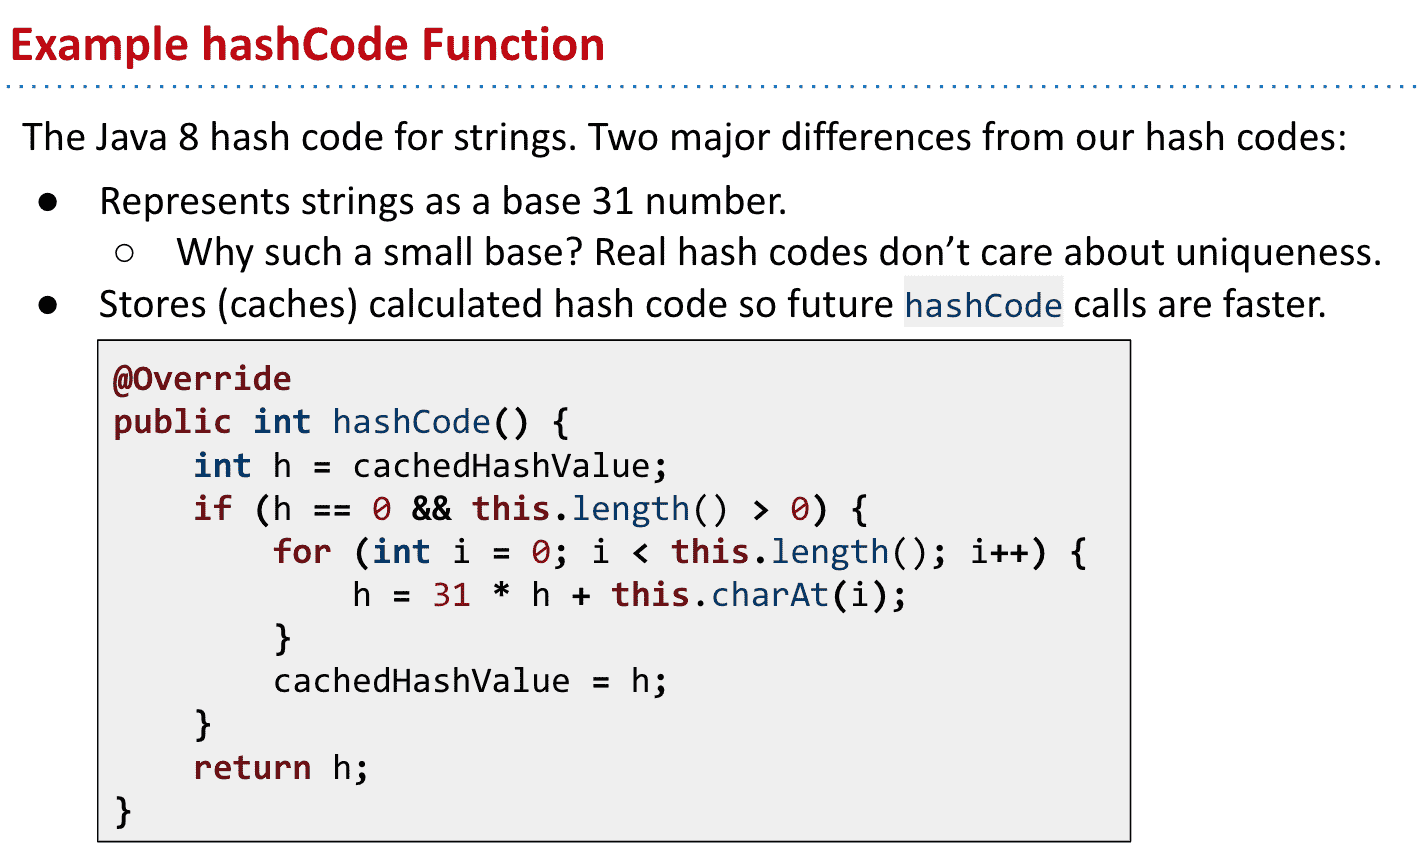 Example hashCode Function
The Java 8 hash code for strings. Two major differences from our hash codes:
● Represents strings as a base 31 number.
○ Why such a small base? Real hash codes don’t care about uniqueness.
● Stores (caches) calculated hash code so future hashCode calls are faster.
@Override
public int hashCode() {
    int h = cachedHashValue;
    if (h == 0 && this.length() > 0) {
        for (int i = 0; i < this.length(); i++) {
            h = 31 * h + this.charAt(i);
        }
        cachedHashValue = h;
    }
    return h;
}